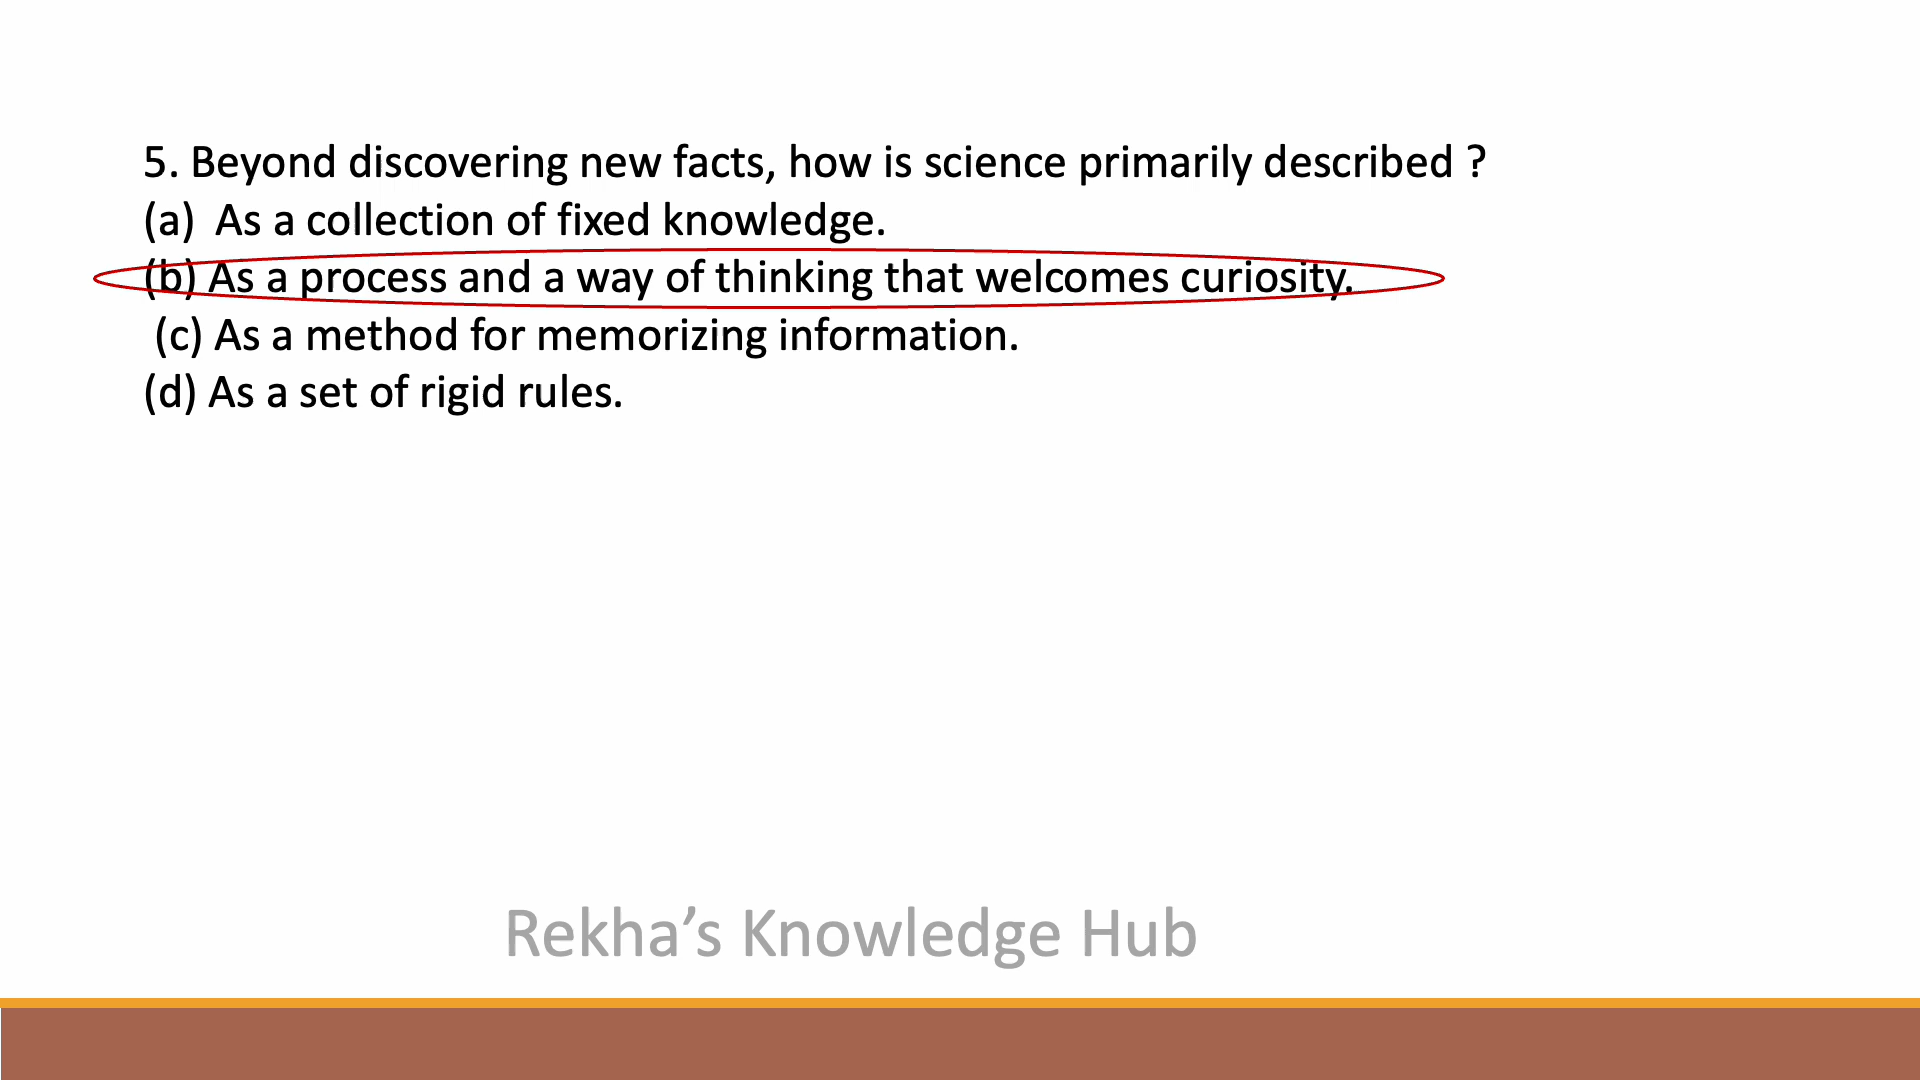 5. Beyond discovering new facts, how is science primarily described ?
(a) As a collection of fixed knowledge.
(b) As a process and a way of thinking that welcomes curiosity.
(c) As a method for memorizing information.
(d) As a set of rigid rules.
Rekha’s Knowledge Hub